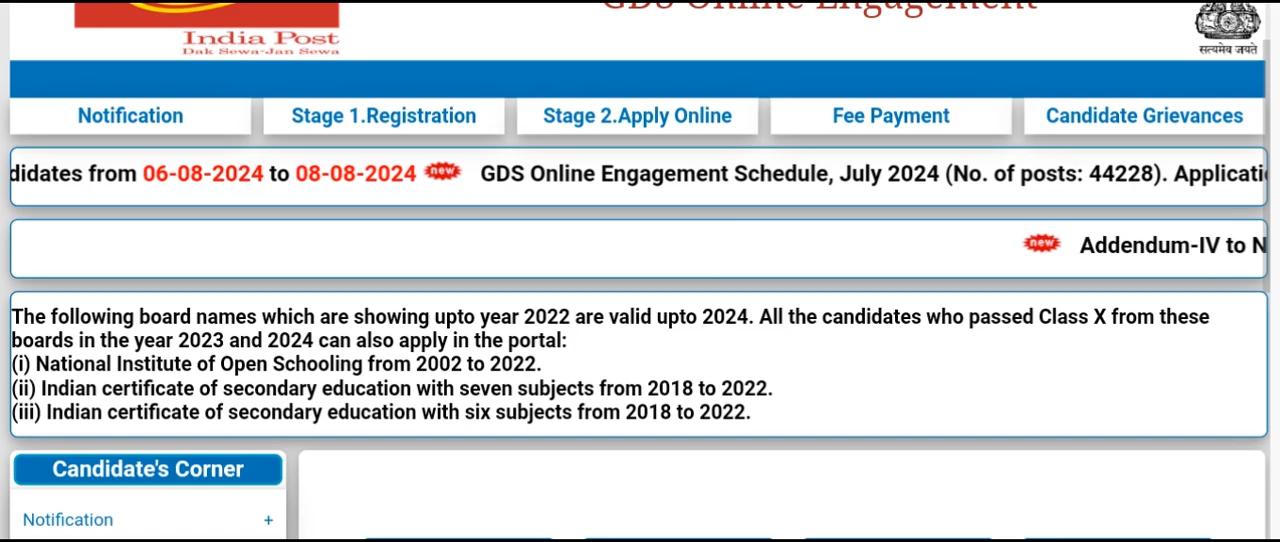 GDS Online Engagement
India Post
Dak Sewa-Jan Sewa
सत्यमेव जयते
Notification
Stage 1.Registration
Stage 2.Apply Online
Fee Payment
Candidate Grievances
didates from 06-08-2024 to 08-08-2024 new GDS Online Engagement Schedule, July 2024 (No. of posts: 44228). Applicati
new Addendum-IV to N
The following board names which are showing upto year 2022 are valid upto 2024. All the candidates who passed Class X from these
boards in the year 2023 and 2024 can also apply in the portal:
(i) National Institute of Open Schooling from 2002 to 2022.
(ii) Indian certificate of secondary education with seven subjects from 2018 to 2022.
(iii) Indian certificate of secondary education with six subjects from 2018 to 2022.
Candidate's Corner
Notification +